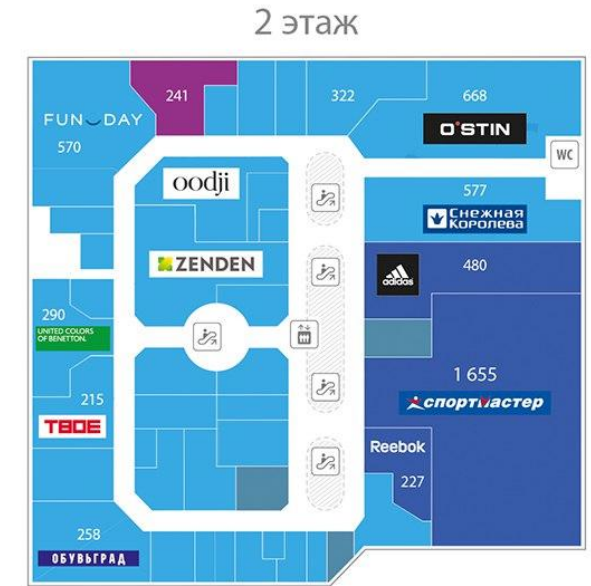 2 этаж
241
322
668
FUN DAY
O'STIN
570
WC
oodji
577
Снежная
Королева
ZENDEN
480
adidas
290
UNITED COLORS
OF BENETTON.
1 655
спортмастер
215
ТВОЕ
Reebok
227
258
ОБУВЬГРАД